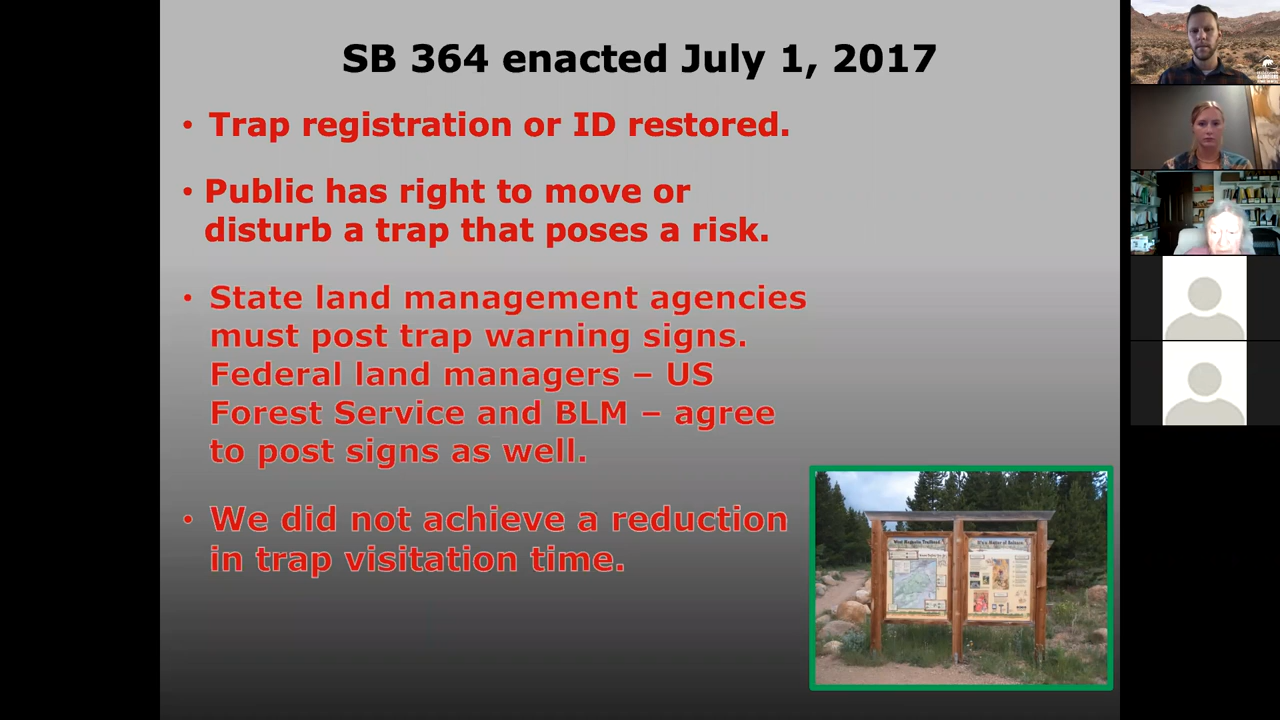 SB 364 enacted July 1, 2017
• Trap registration or ID restored.
• Public has right to move or
disturb a trap that poses a risk.
• State land management agencies
must post trap warning signs.
Federal land managers – US
Forest Service and BLM – agree
to post signs as well.
• We did not achieve a reduction
in trap visitation time.